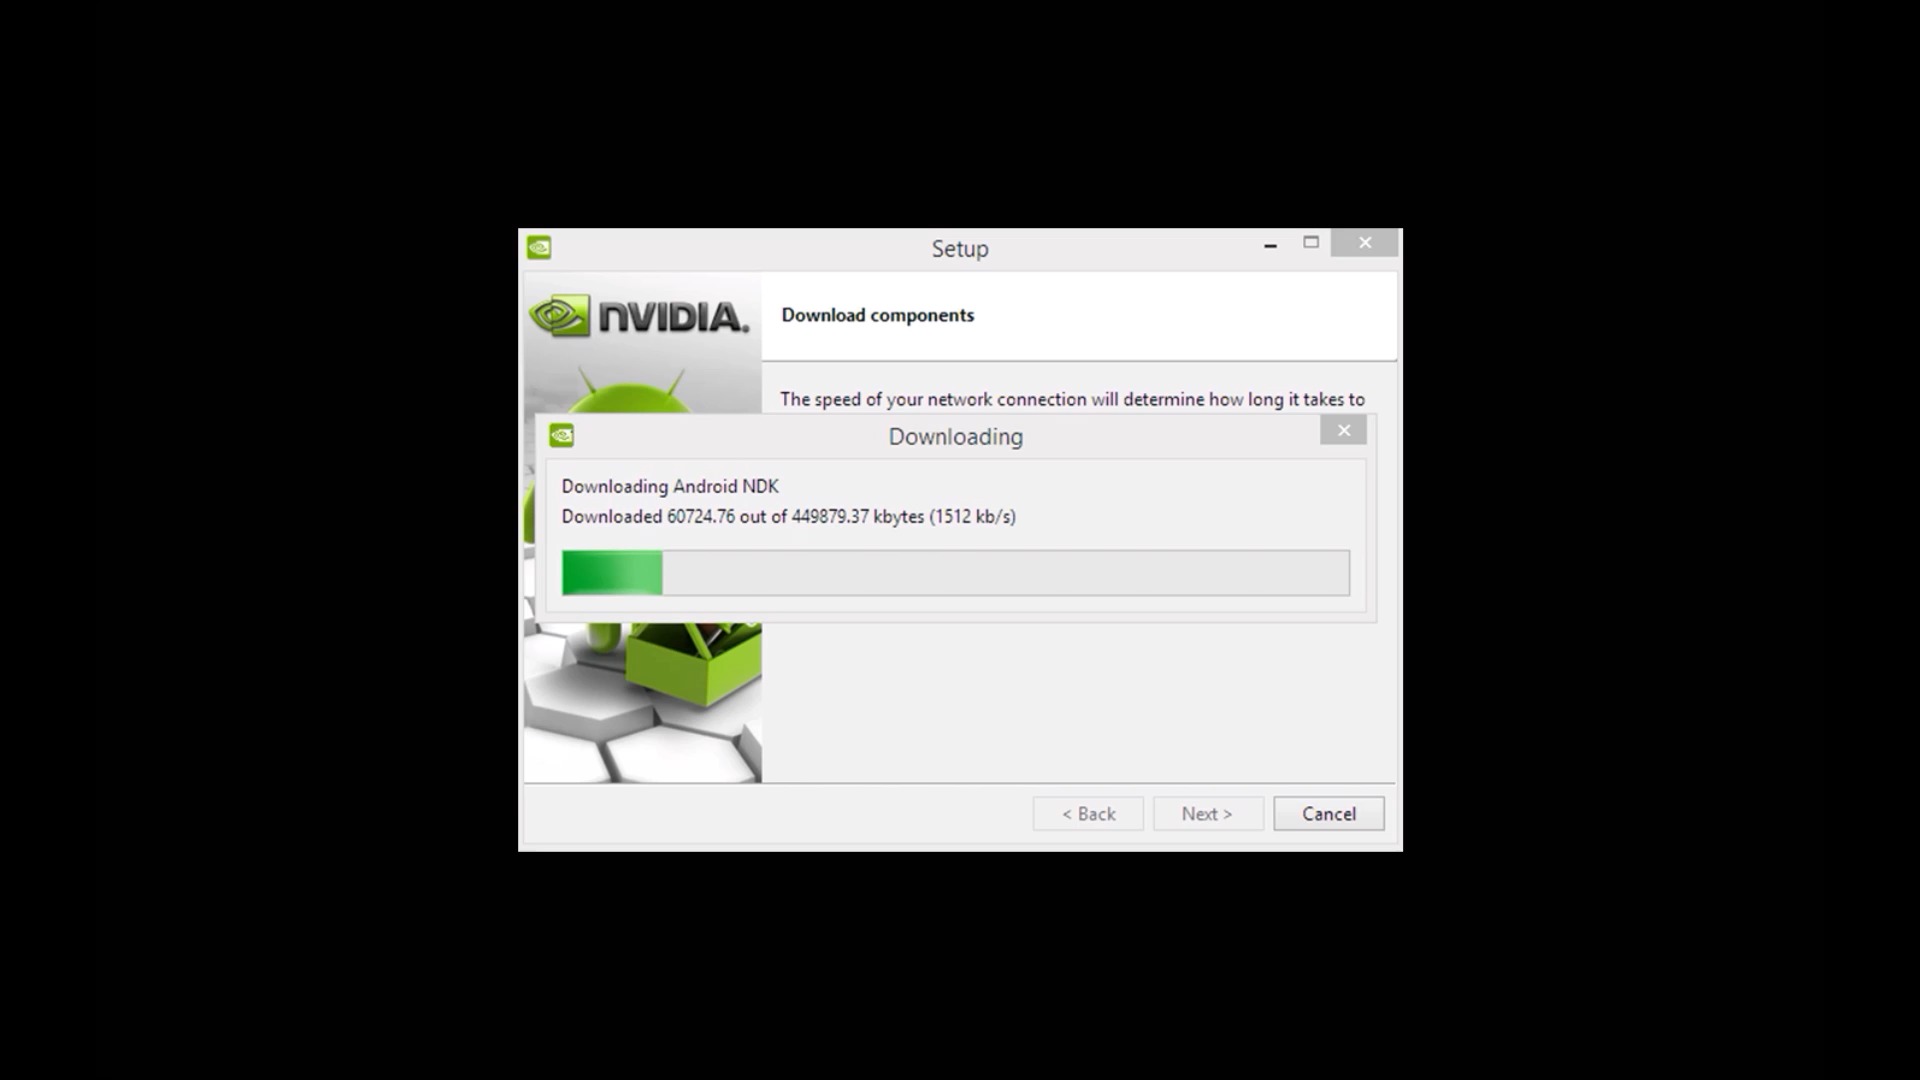 Setup
NVIDIA.
Download components
The speed of your network connection will determine how long it takes to
Downloading
Downloading Android NDK
Downloaded 60724.76 out of 449879.37 kbytes (1512 kb/s)
< Back
Next >
Cancel